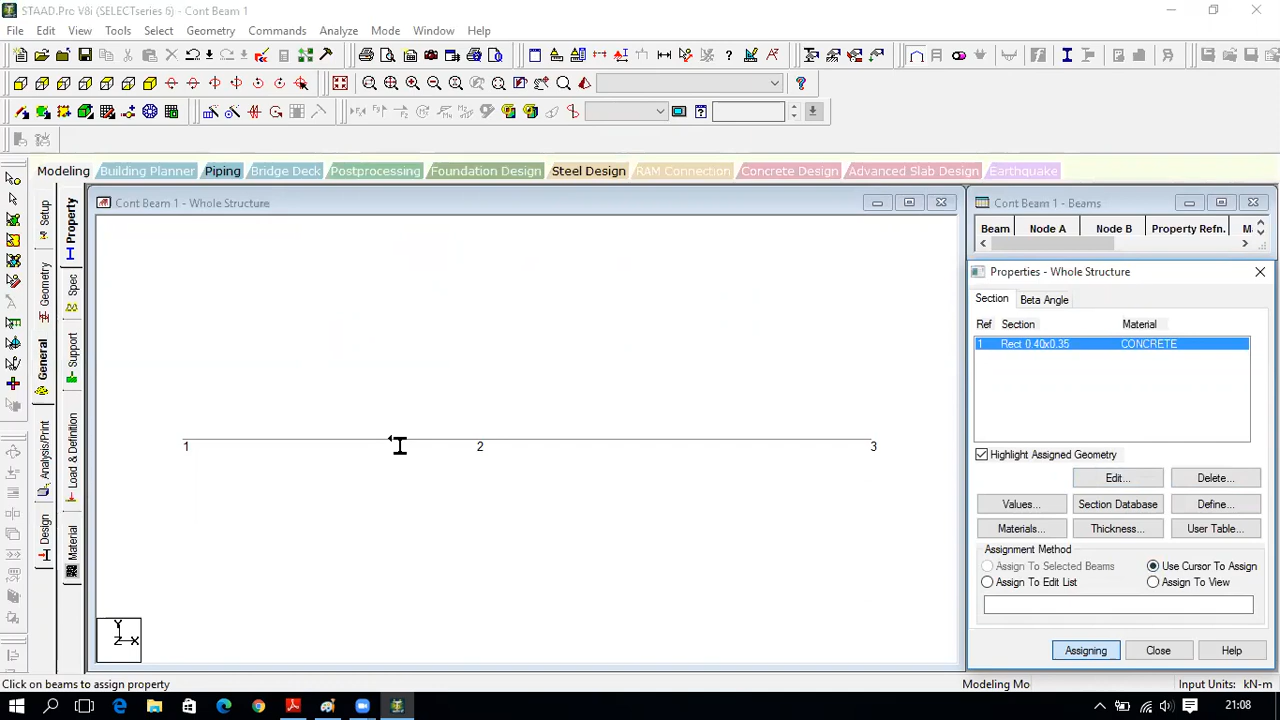 STAAD.Pro V8i (SELECTseries 6) - Cont Beam 1
File Edit View Tools Select Geometry Commands Analyze Mode Window Help
Modeling Building Planner Piping Bridge Deck Postprocessing Foundation Design Steel Design RAM Connection Concrete Design Advanced Slab Design Earthquake
Setup
Geometry
General
Analysis/Print
Design
Property
Spec
Support
Load & Definition
Material
Cont Beam 1 - Whole Structure
1 2 3
Y
Z X
Cont Beam 1 - Beams
Beam Node A Node B Property Refn.
Properties - Whole Structure
Section Beta Angle
Ref Section Material
1 Rect 0.40x0.35 CONCRETE
Highlight Assigned Geometry
Edit... Delete...
Values... Section Database Define...
Materials... Thickness... User Table...
Assignment Method
Assign To Selected Beams Use Cursor To Assign
Assign To Edit List Assign To View
Assigning Close Help
Click on beams to assign property Modeling Mo Input Units: kN-m
21:08